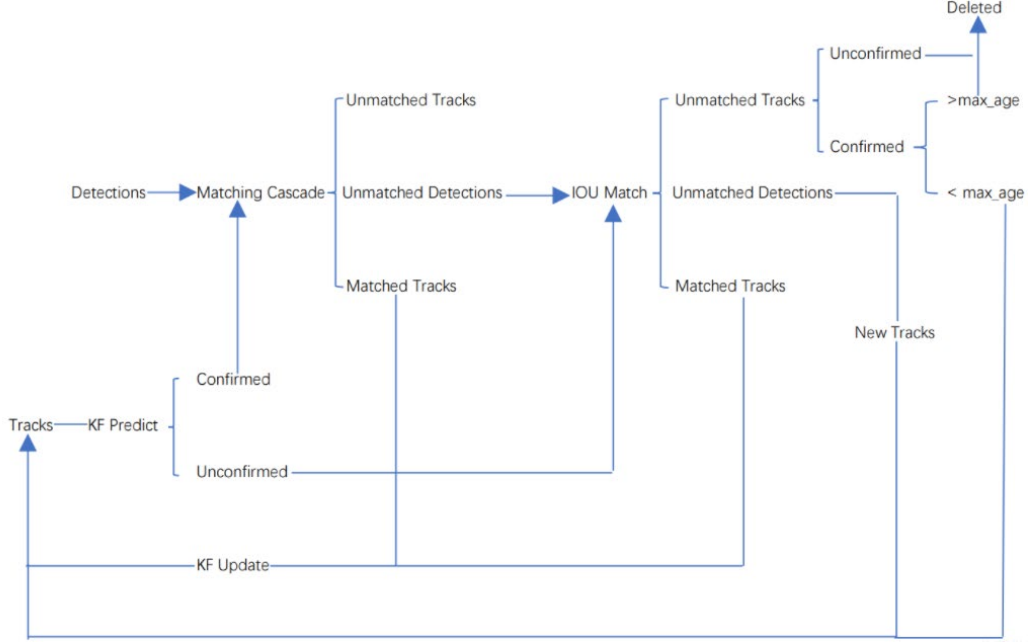 Deleted
Unconfirmed
Unmatched Tracks
Unmatched Tracks
>max_age
Confirmed
Detections
Matching Cascade
Unmatched Detections
IOU Match
Unmatched Detections
< max_age
Matched Tracks
Matched Tracks
New Tracks
Confirmed
Tracks
KF Predict
Unconfirmed
KF Update